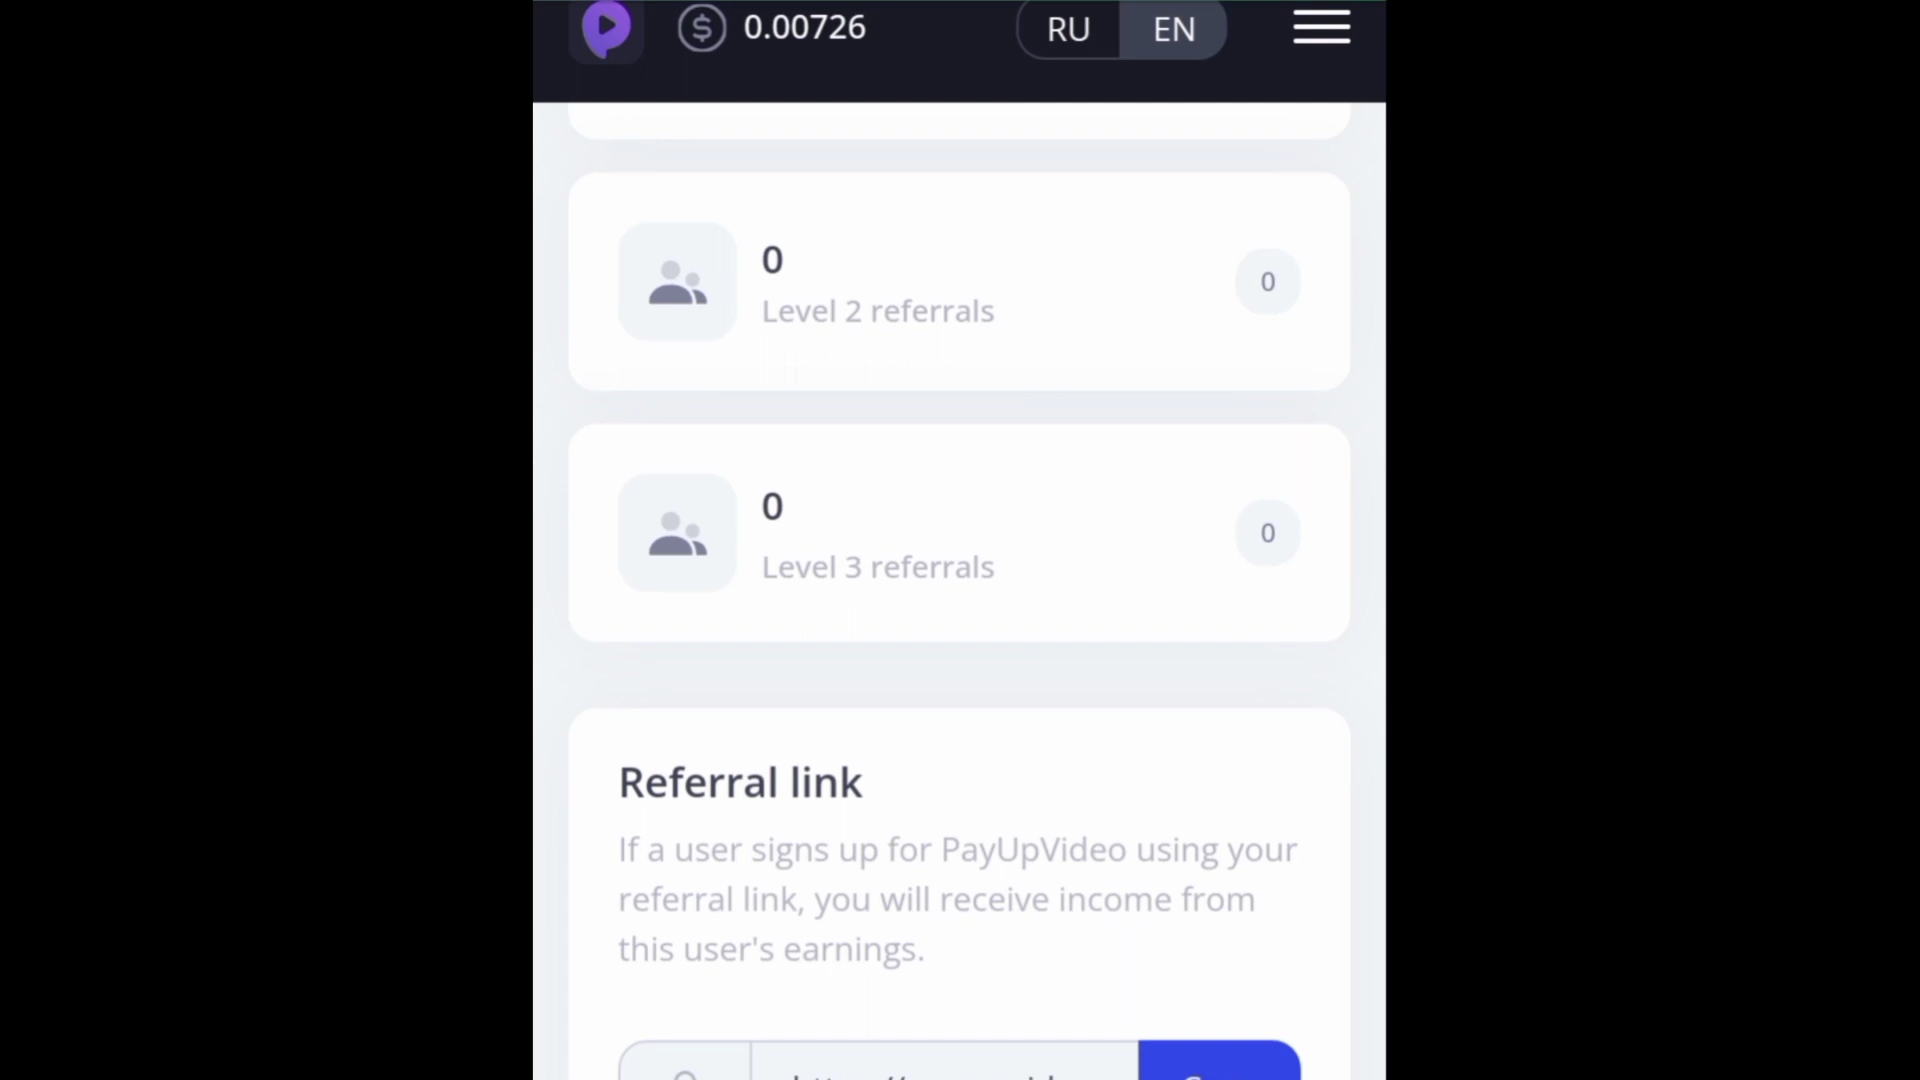 0.00726
RU
EN
0
Level 2 referrals
0
0
Level 3 referrals
0
Referral link
If a user signs up for PayUpVideo using your
referral link, you will receive income from
this user's earnings.